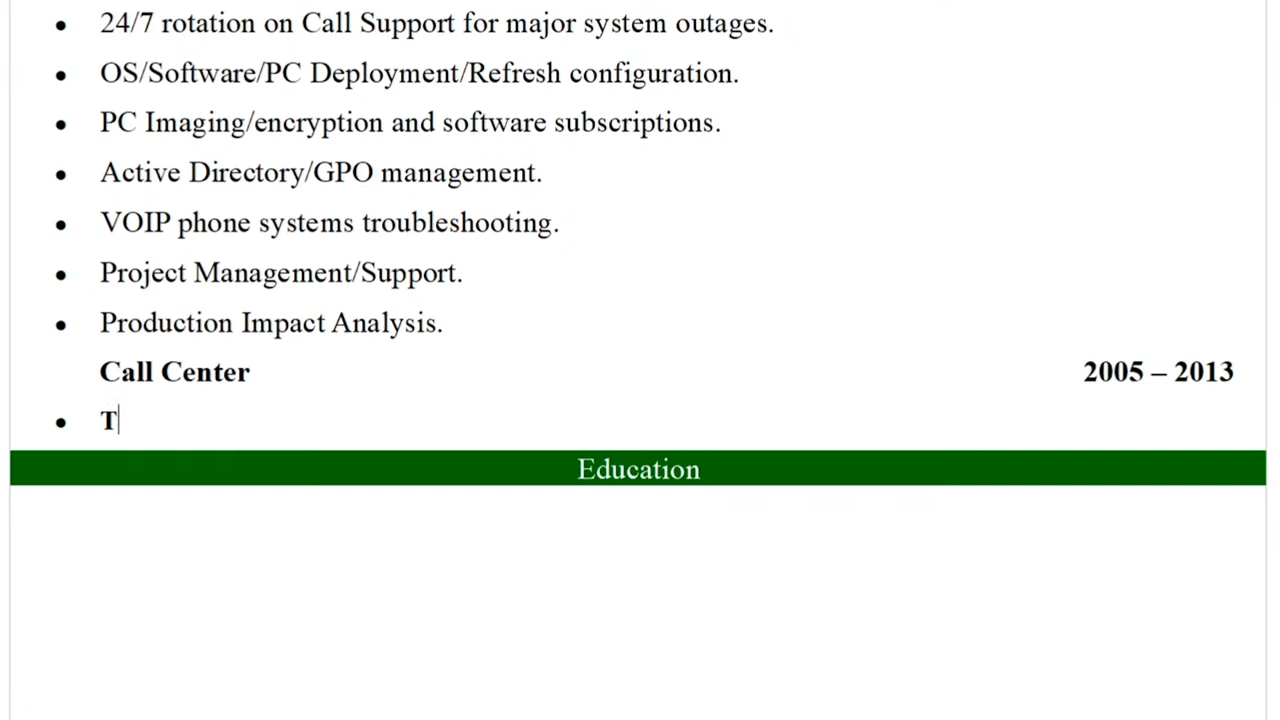 • 24/7 rotation on Call Support for major system outages.
• OS/Software/PC Deployment/Refresh configuration.
• PC Imaging/encryption and software subscriptions.
• Active Directory/GPO management.
• VOIP phone systems troubleshooting.
• Project Management/Support.
• Production Impact Analysis.
Call Center 2005 – 2013
• T
Education